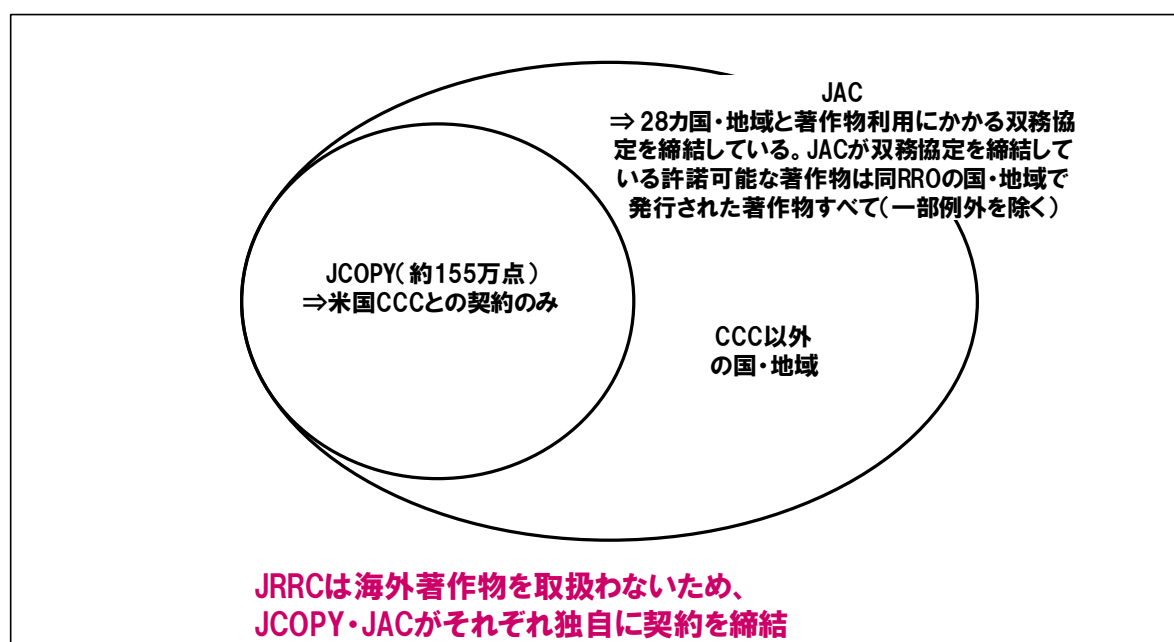 JAC
⇒ 28カ国・地域と著作物利用にかかる双務協
定を締結している。JACが双務協定を締結して
いる許諾可能な著作物は同RROの国・地域で
発行された著作物すべて(一部例外を除く)
JCOPY(約155万点)
⇒米国CCCとの契約のみ
CCC以外
の国・地域
JRRCは海外著作物を取扱わないため、
JCOPY・JACがそれぞれ独自に契約を締結